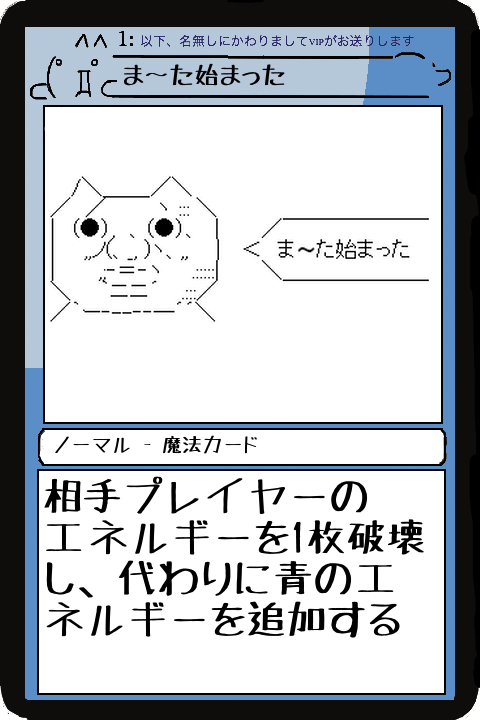 1: 以下、名無しにかわりましてVIPがお送りします
ま~た始まった
ま~た始まった
ノーマル - 魔法カード
相手プレイヤーの
エネルギーを1枚破壊
し、代わりに青のエ
ネルギーを追加する